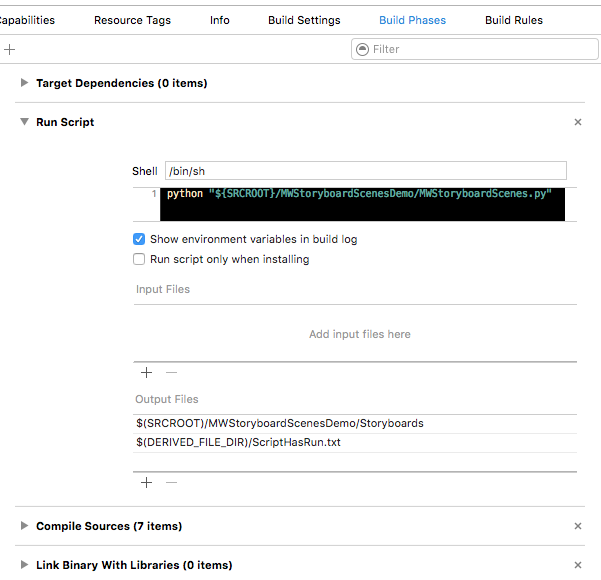 apabilities Resource Tags Info Build Settings Build Phases Build Rules
Filter
Target Dependencies (0 items)
Run Script
Shell /bin/sh
1 python "${SRCROOT}/MWStoryboardScenesDemo/MWStoryboardScenes.py"
Show environment variables in build log
Run script only when installing
Input Files
Add input files here
Output Files
$(SRCROOT)/MWStoryboardScenesDemo/Storyboards
$(DERIVED_FILE_DIR)/ScriptHasRun.txt
Compile Sources (7 items)
Link Binary With Libraries (0 items)